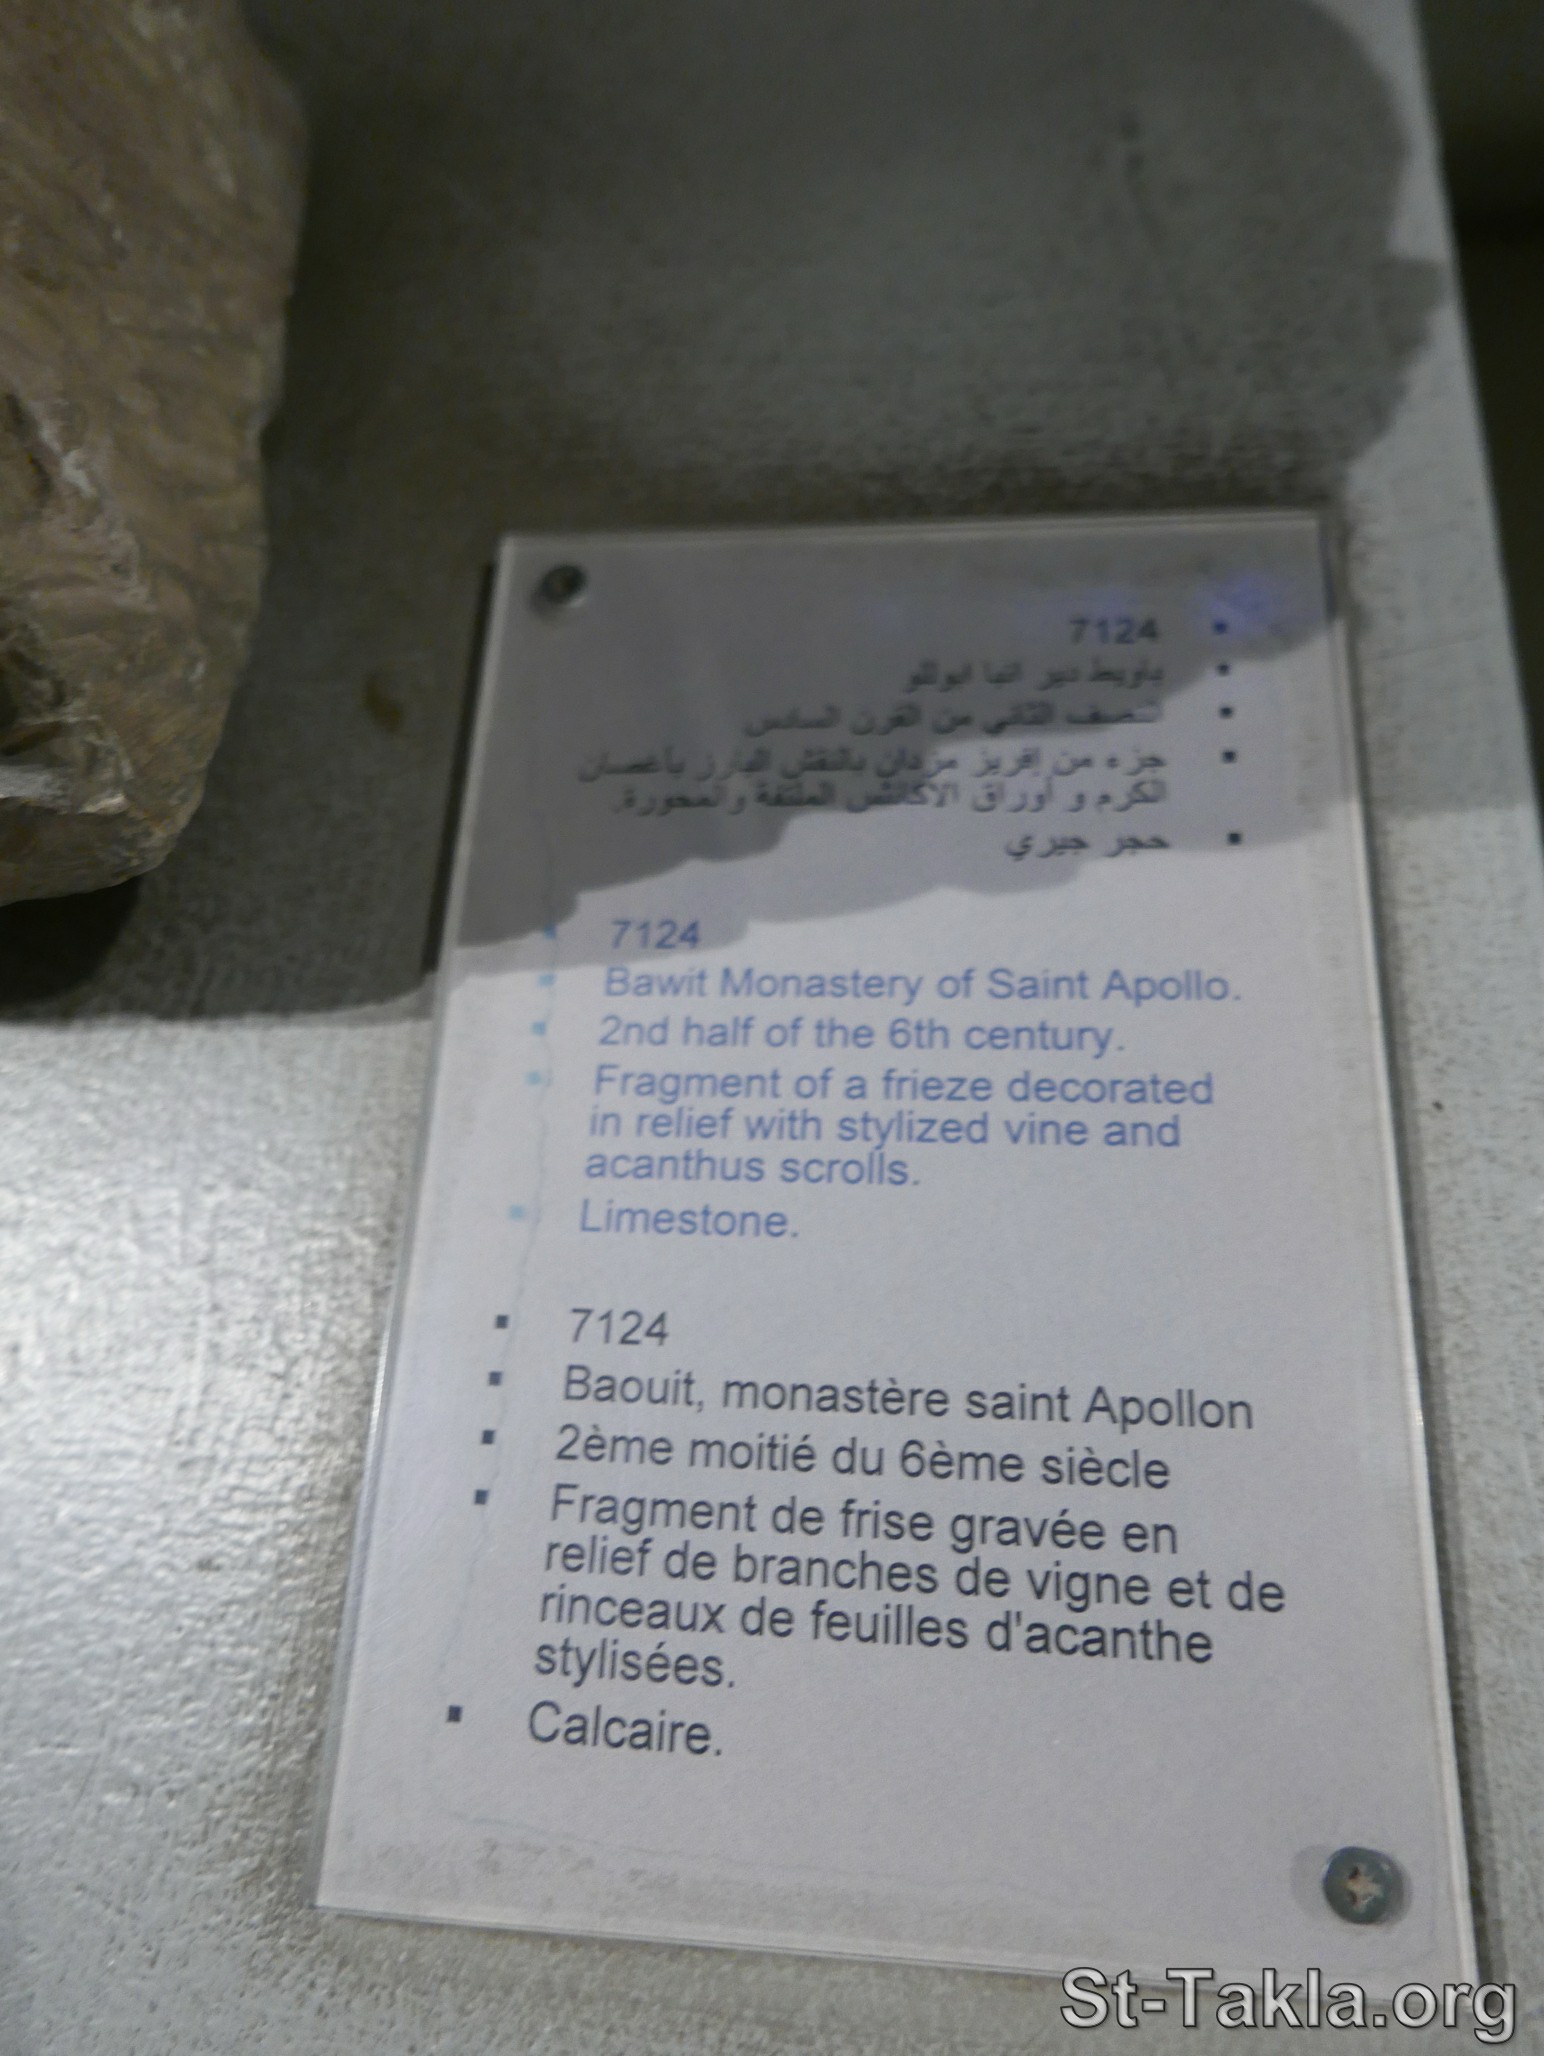 7124
باويط دير انبا ابوللو
النصف الثاني من القرن السادس
جزء من إفريز مزدان بالنقش البارز بأغصان
الكرم و أوراق الأكانتس الملتفة والمحورة.
حجر جيري
7124
Bawit Monastery of Saint Apollo.
2nd half of the 6th century.
Fragment of a frieze decorated
in relief with stylized vine and
acanthus scrolls.
Limestone.
7124
Baouit, monastère saint Apollon
2ème moitié du 6ème siècle
Fragment de frise gravée en
relief de branches de vigne et de
rinceaux de feuilles d'acanthe
stylisées.
Calcaire.
St-Takla.org